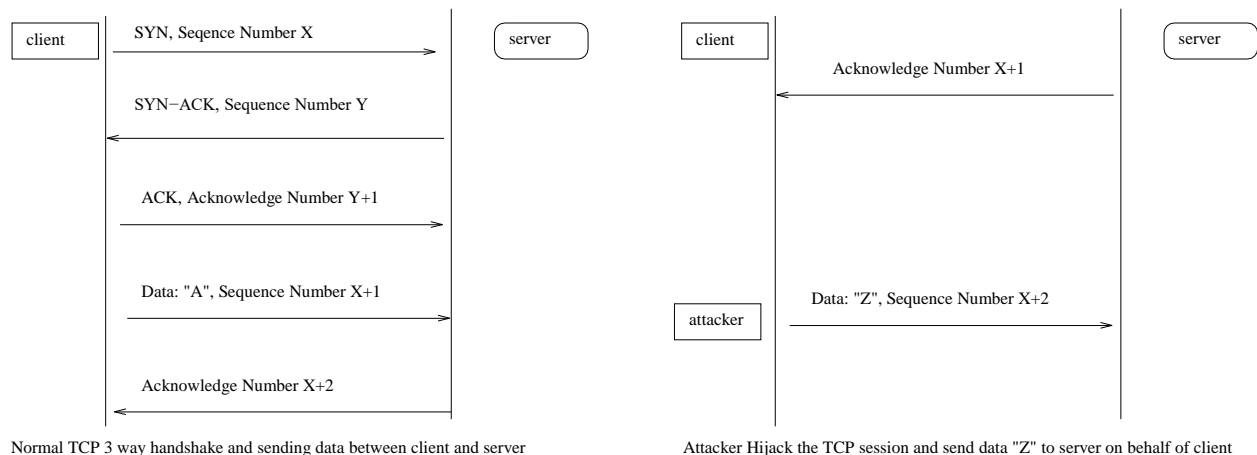 client
server
SYN, Seqence Number X
SYN−ACK, Sequence Number Y
ACK, Acknowledge Number Y+1
Data: "A", Sequence Number X+1
Acknowledge Number X+2
Normal TCP 3 way handshake and sending data between client and server
client
server
Acknowledge Number X+1
attacker
Data: "Z", Sequence Number X+2
Attacker Hijack the TCP session and send data "Z" to server on behalf of client